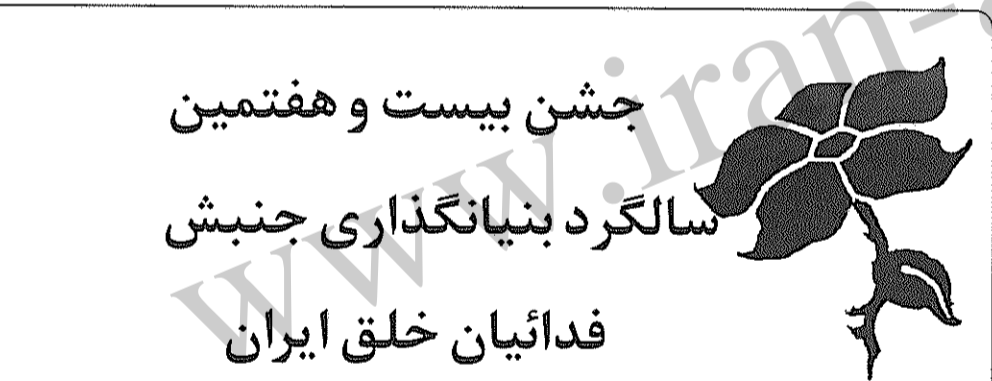 جشن بیست و هفتمین
سالگرد بنیانگذاری جنبش
فدائیان خلق ایران
www.iran-